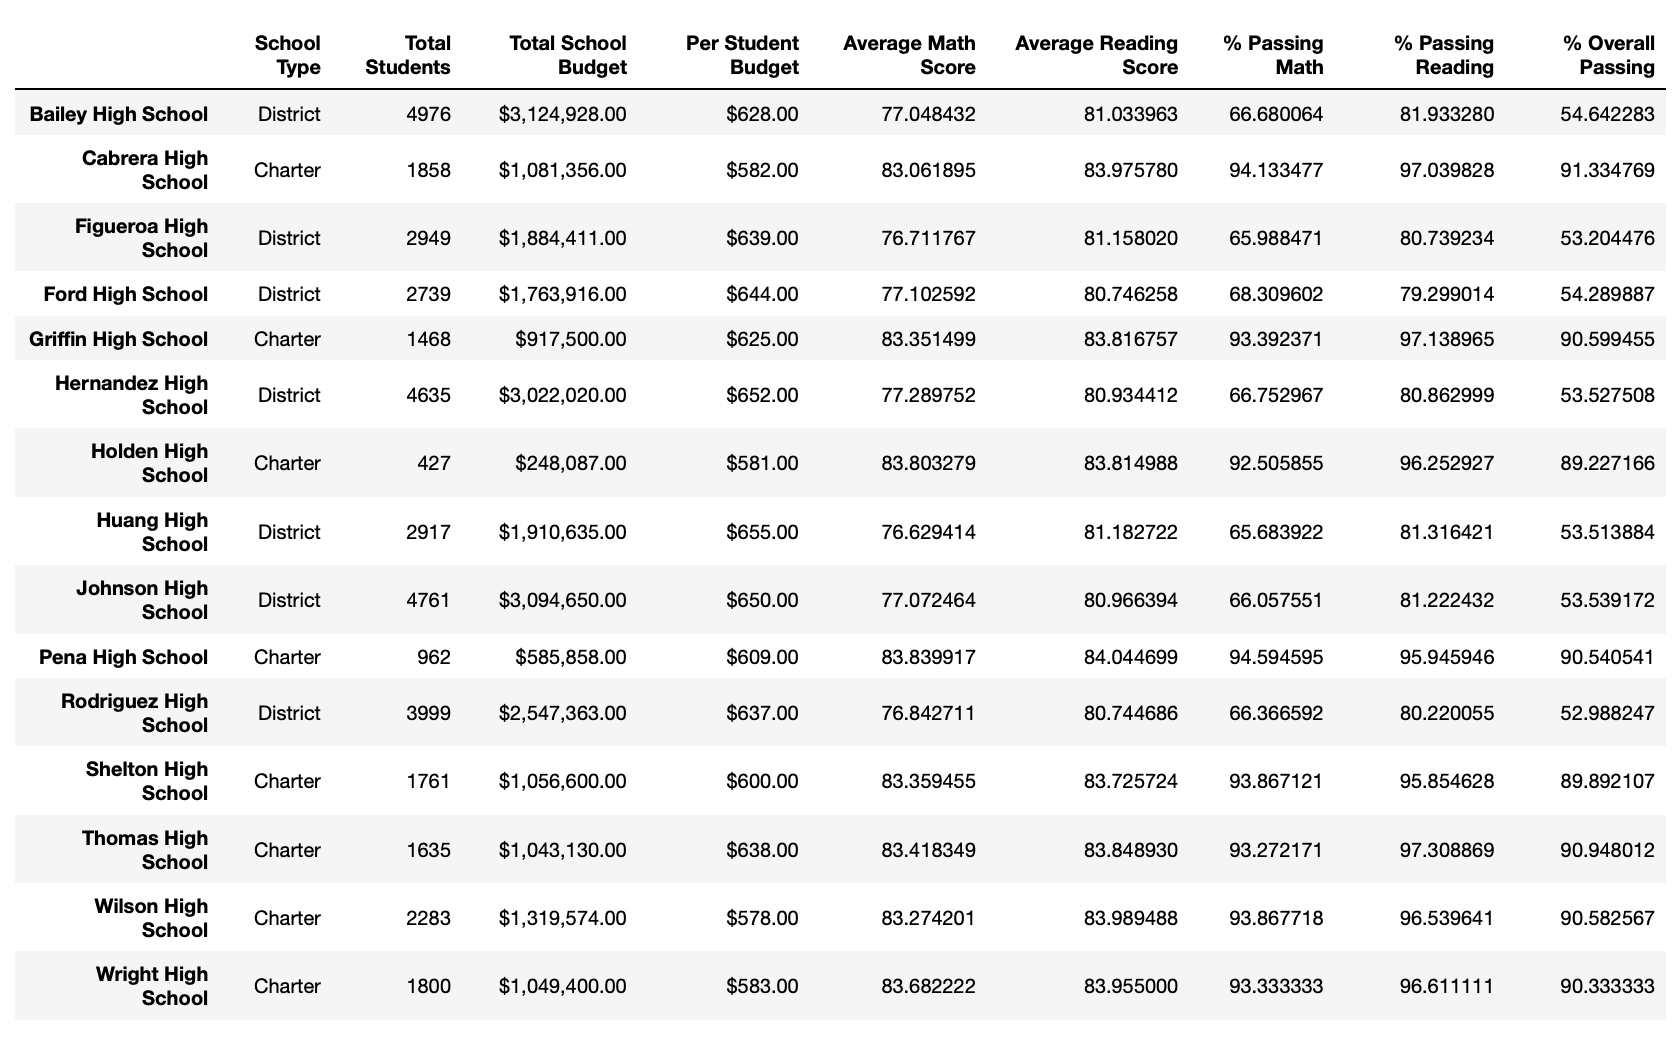 School Type Total Students Total School Budget Per Student Budget Average Math Score Average Reading Score % Passing Math % Passing Reading % Overall Passing
Bailey High School District 4976 $3,124,928.00 $628.00 77.048432 81.033963 66.680064 81.933280 54.642283
Cabrera High School Charter 1858 $1,081,356.00 $582.00 83.061895 83.975780 94.133477 97.039828 91.334769
Figueroa High School District 2949 $1,884,411.00 $639.00 76.711767 81.158020 65.988471 80.739234 53.204476
Ford High School District 2739 $1,763,916.00 $644.00 77.102592 80.746258 68.309602 79.299014 54.289887
Griffin High School Charter 1468 $917,500.00 $625.00 83.351499 83.816757 93.392371 97.138965 90.599455
Hernandez High School District 4635 $3,022,020.00 $652.00 77.289752 80.934412 66.752967 80.862999 53.527508
Holden High School Charter 427 $248,087.00 $581.00 83.803279 83.814988 92.505855 96.252927 89.227166
Huang High School District 2917 $1,910,635.00 $655.00 76.629414 81.182722 65.683922 81.316421 53.513884
Johnson High School District 4761 $3,094,650.00 $650.00 77.072464 80.966394 66.057551 81.222432 53.539172
Pena High School Charter 962 $585,858.00 $609.00 83.839917 84.044699 94.594595 95.945946 90.540541
Rodriguez High School District 3999 $2,547,363.00 $637.00 76.842711 80.744686 66.366592 80.220055 52.988247
Shelton High School Charter 1761 $1,056,600.00 $600.00 83.359455 83.725724 93.867121 95.854628 89.892107
Thomas High School Charter 1635 $1,043,130.00 $638.00 83.418349 83.848930 93.272171 97.308869 90.948012
Wilson High School Charter 2283 $1,319,574.00 $578.00 83.274201 83.989488 93.867718 96.539641 90.582567
Wright High School Charter 1800 $1,049,400.00 $583.00 83.682222 83.955000 93.333333 96.611111 90.333333